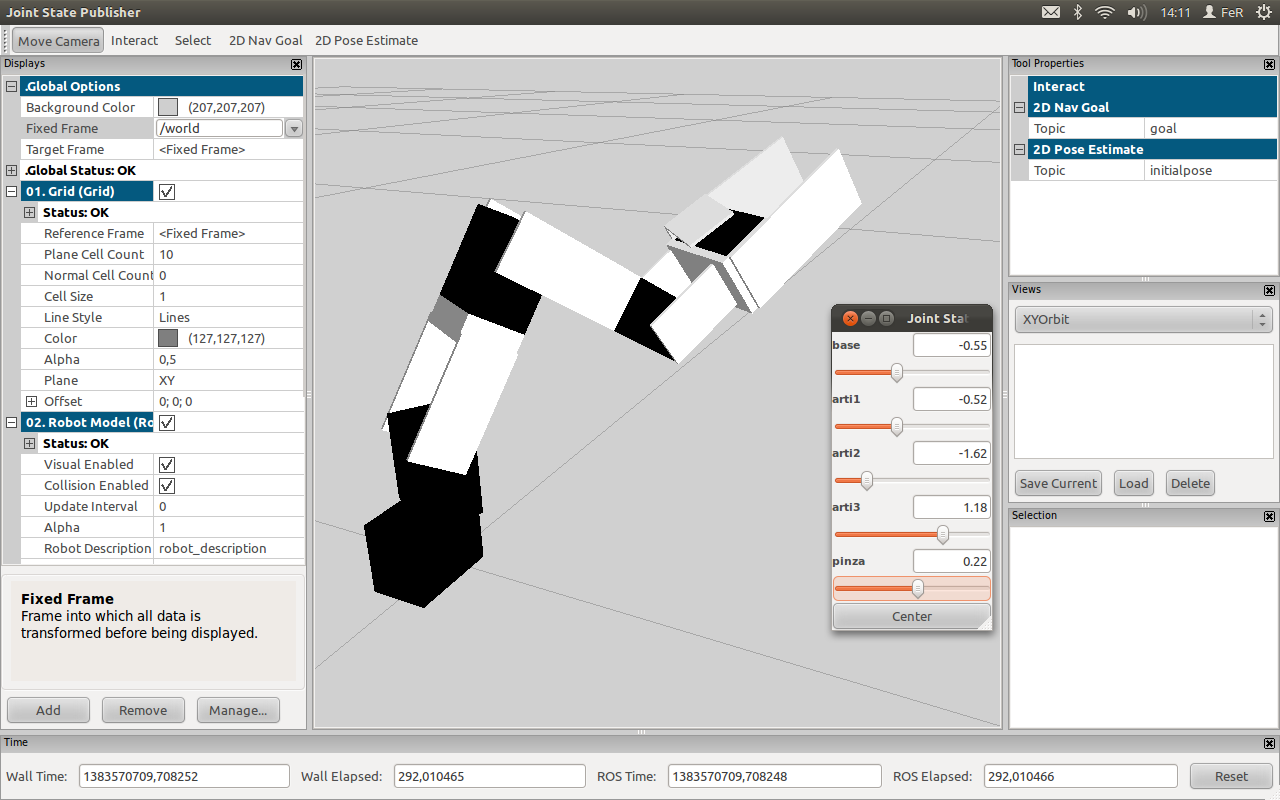 Joint State Publisher
14:11 FeR
Move Camera Interact Select 2D Nav Goal 2D Pose Estimate
Displays
.Global Options
Background Color (207,207,207)
Fixed Frame /world
Target Frame <Fixed Frame>
.Global Status: OK
01. Grid (Grid)
Status: OK
Reference Frame <Fixed Frame>
Plane Cell Count 10
Normal Cell Count 0
Cell Size 1
Line Style Lines
Color (127,127,127)
Alpha 0,5
Plane XY
Offset 0; 0; 0
02. Robot Model (Ro
Status: OK
Visual Enabled
Collision Enabled
Update Interval 0
Alpha 1
Robot Description robot_description
Fixed Frame
Frame into which all data is
transformed before being displayed.
Add Remove Manage...
Joint Stat
base -0.55
arti1 -0.52
arti2 -1.62
arti3 1.18
pinza 0.22
Center
Tool Properties
Interact
2D Nav Goal
Topic goal
2D Pose Estimate
Topic initialpose
Views
XYOrbit
Save Current Load Delete
Selection
Time
Wall Time: 1383570709,708252 Wall Elapsed: 292,010465 ROS Time: 1383570709,708248 ROS Elapsed: 292,010466 Reset